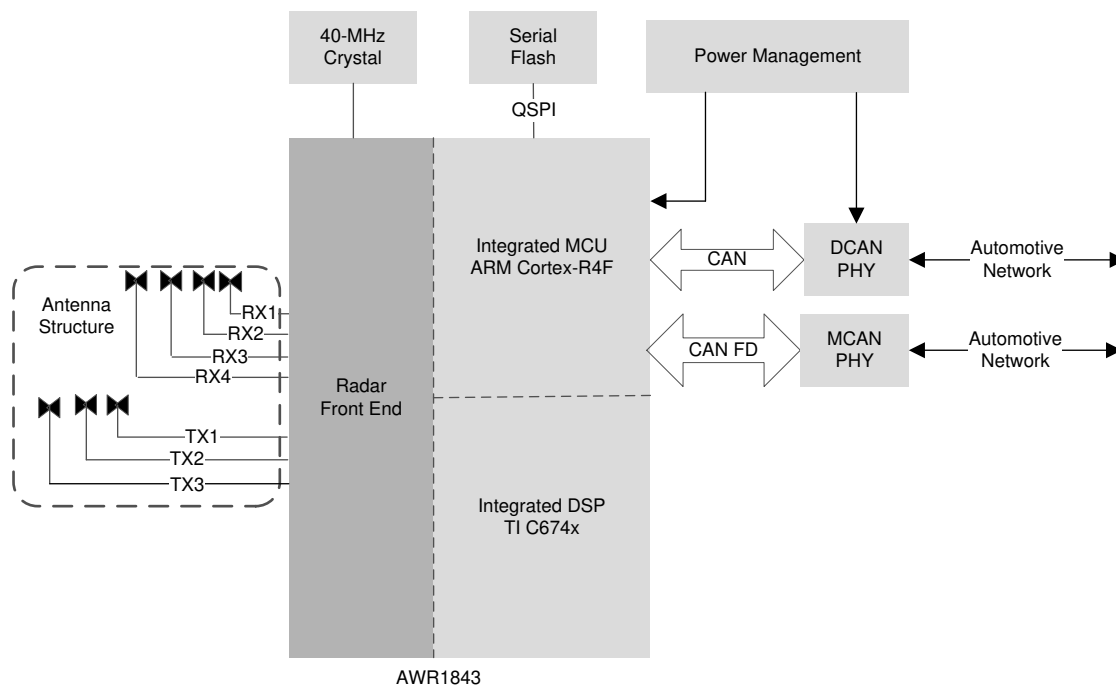 40-MHz
Crystal
Serial
Flash
Power Management
QSPI
Integrated MCU
ARM Cortex-R4F
CAN
DCAN
PHY
Automotive
Network
Antenna
Structure
RX1
RX2
RX3
RX4
CAN FD
MCAN
PHY
Automotive
Network
Radar
Front End
TX1
TX2
TX3
Integrated DSP
TI C674x
AWR1843